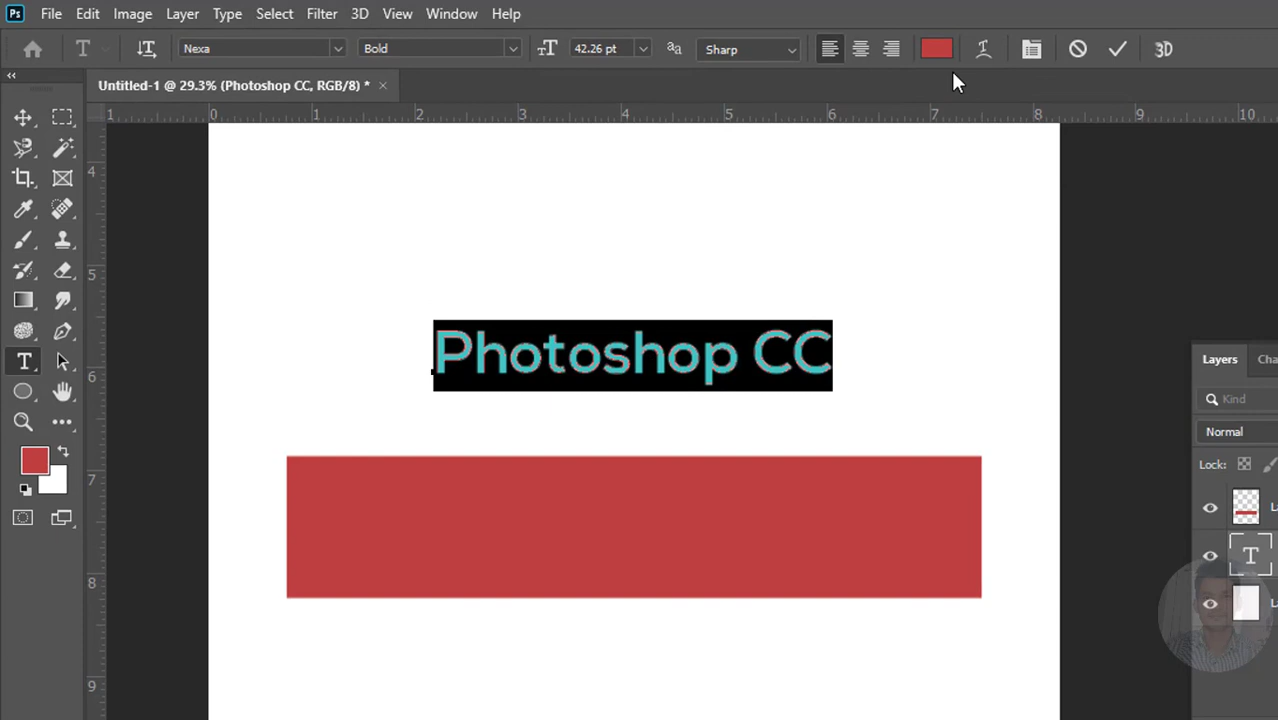 Ps File Edit Image Layer Type Select Filter 3D View Window Help
T Nexa Bold 42.26 pt Sharp 3D
Untitled-1 @ 29.3% (Photoshop CC, RGB/8) * ×
1 0 1 2 3 4 5 6 7 8 9 10
4
5
Photoshop CC
6
Layers Cha
Kind
Normal
7
Lock:
8
9